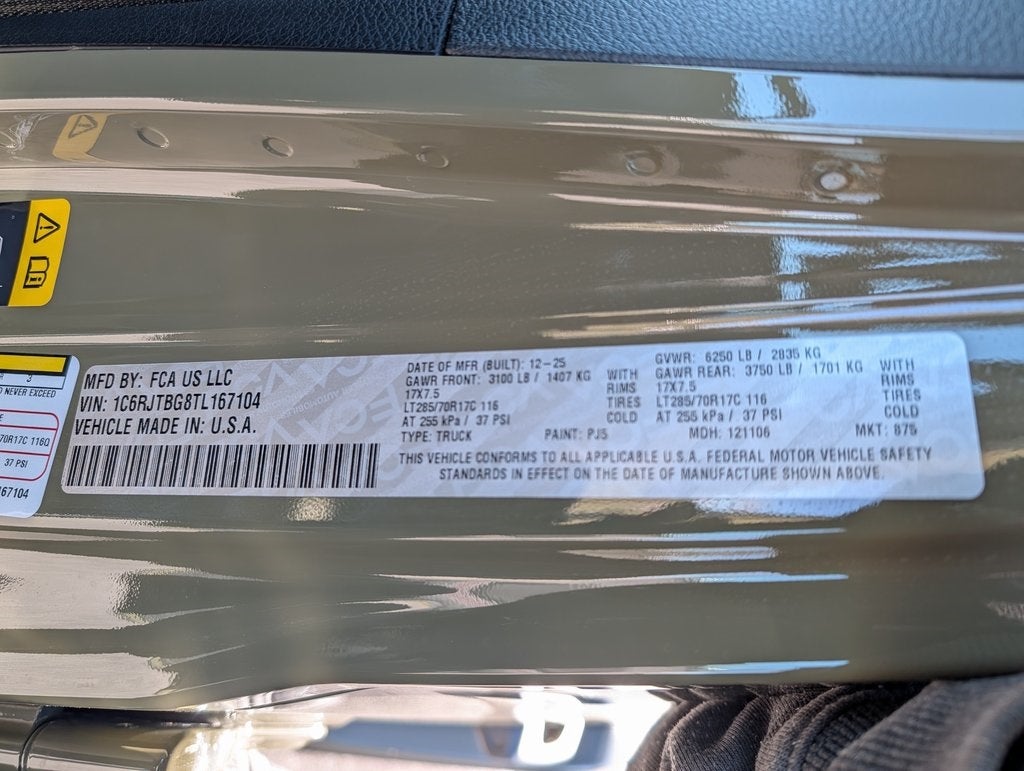 MFD BY: FCA US LLC
VIN: 1C6RJTBG8TL167104
VEHICLE MADE IN: U.S.A.
DATE OF MFR (BUILT): 12-25
GAWR FRONT: 3100 LB / 1407 KG WITH
17X7.5 RIMS
LT285/70R17C 116 TIRES
AT 255 kPa / 37 PSI COLD
GVWR: 6250 LB / 2835 KG
GAWR REAR: 3750 LB / 1701 KG WITH
17X7.5 RIMS
LT285/70R17C 116 TIRES
AT 255 kPa / 37 PSI COLD
TYPE: TRUCK PAINT: PJ5 MDH: 121106 MKT: 875
THIS VEHICLE CONFORMS TO ALL APPLICABLE U.S.A. FEDERAL MOTOR VEHICLE SAFETY
STANDARDS IN EFFECT ON THE DATE OF MANUFACTURE SHOWN ABOVE.
3
NEVER EXCEED
70R17C 116Q
37 PSI
167104